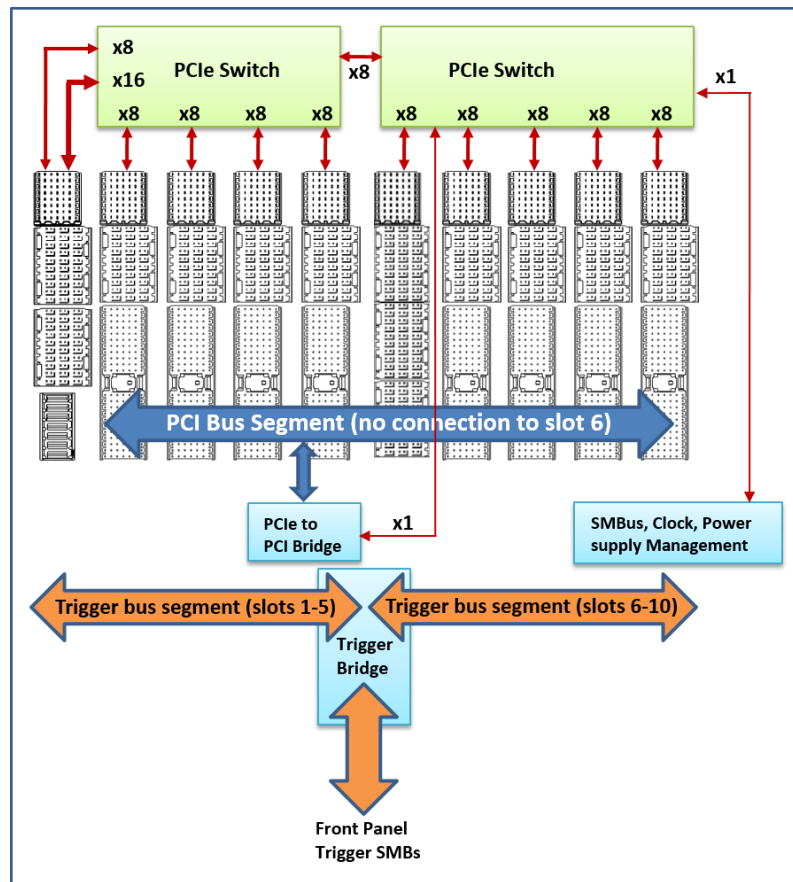 x8
x16
PCIe Switch
x8
PCIe Switch
x1
x8
x8
x8
x8
x8
x8
x8
x8
x8
PCI Bus Segment (no connection to slot 6)
PCIe to
PCI Bridge
x1
SMBus, Clock, Power
supply Management
Trigger bus segment (slots 1-5)
Trigger bus segment (slots 6-10)
Trigger
Bridge
Front Panel
Trigger SMBs